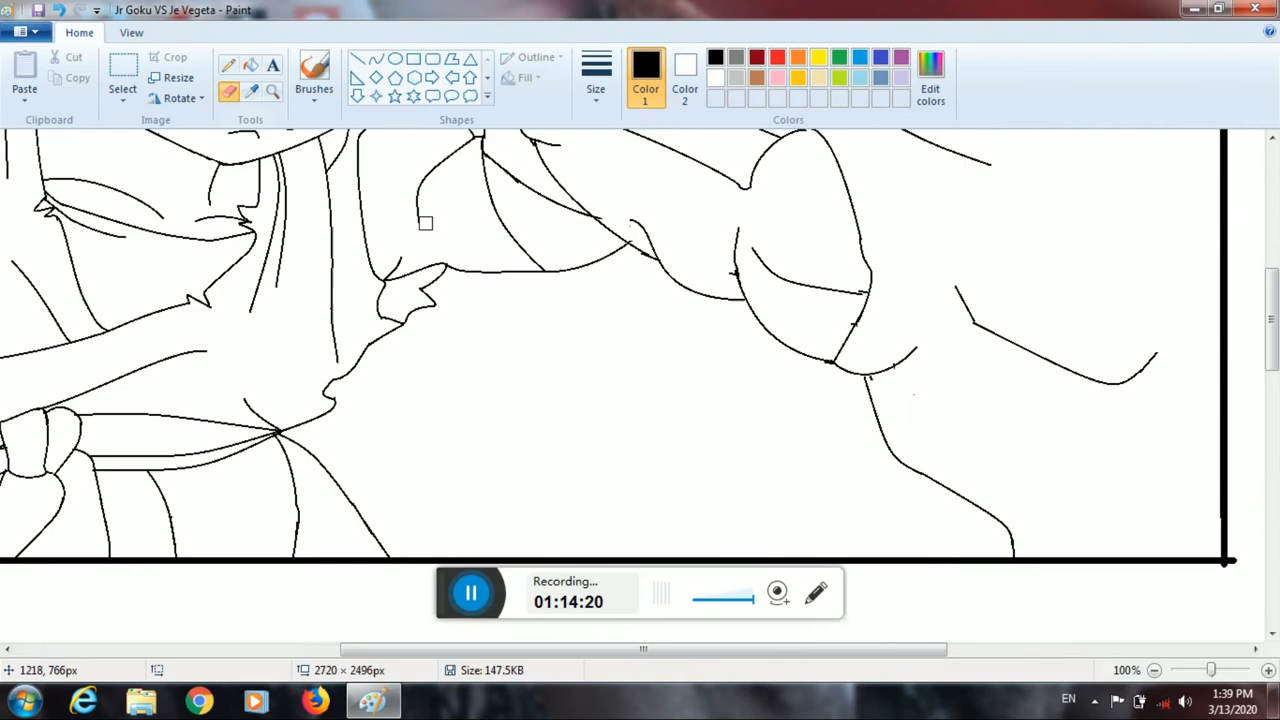 Jr Goku VS Je Vegeta - Paint
Home
View
Paste
Cut
Copy
Clipboard
Select
Crop
Resize
Rotate
Image
A
Tools
Brushes
Outline
Fill
Shapes
Size
Color
1
Color
2
Edit
colors
Colors
Recording...
01:14:20
1218, 766px
2720 × 2496px
Size: 147.5KB
100%
EN
1:39 PM
3/13/2020